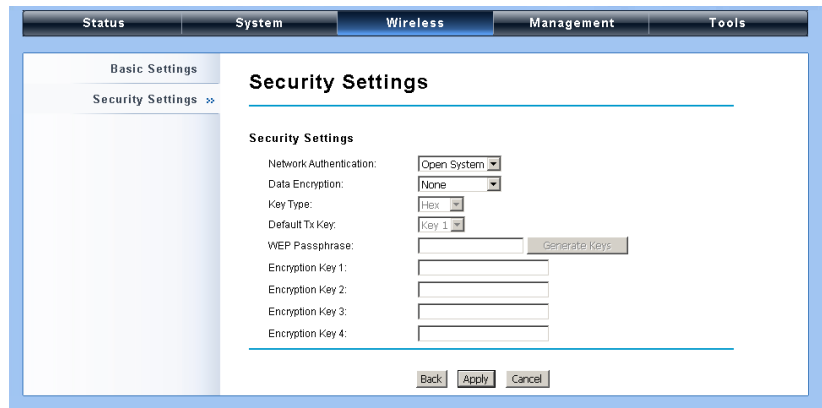 Status System Wireless Management Tools
Basic Settings
Security Settings »
Security Settings
Security Settings
Network Authentication: Open System
Data Encryption: None
Key Type: Hex
Default Tx Key: Key 1
WEP Passphrase: Generate Keys
Encryption Key 1:
Encryption Key 2:
Encryption Key 3:
Encryption Key 4:
Back Apply Cancel